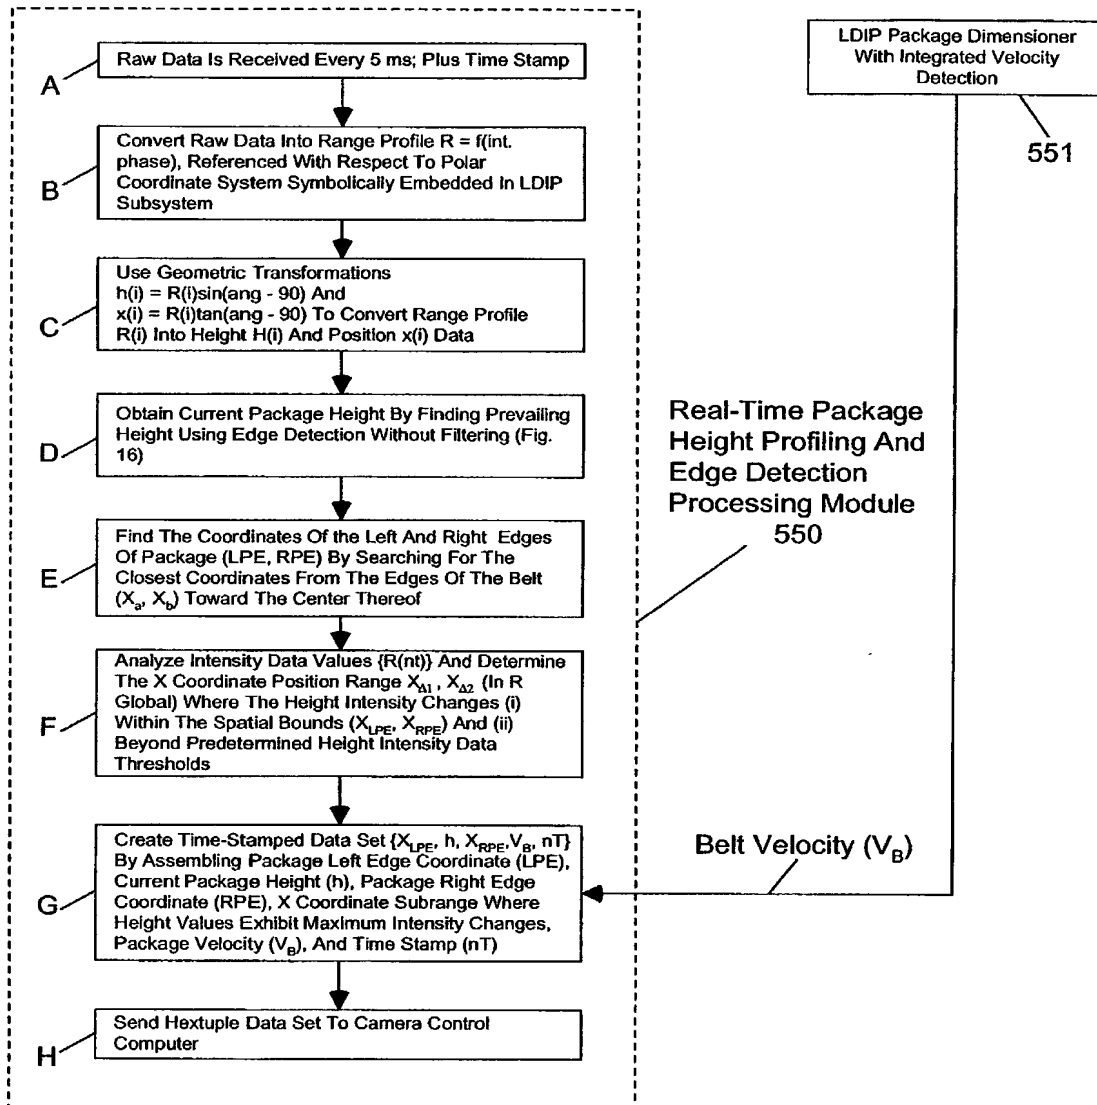 A
Raw Data Is Received Every 5 ms; Plus Time Stamp
B
Convert Raw Data Into Range Profile R = f(int.
phase), Referenced With Respect To Polar
Coordinate System Symbolically Embedded In LDIP
Subsystem
C
Use Geometric Transformations
h(i) = R(i)sin(ang - 90) And
x(i) = R(i)tan(ang - 90) To Convert Range Profile
R(i) Into Height H(i) And Position x(i) Data
D
Obtain Current Package Height By Finding Prevailing
Height Using Edge Detection Without Filtering (Fig.
16)
E
Find The Coordinates Of the Left And Right Edges
Of Package (LPE, RPE) By Searching For The
Closest Coordinates From The Edges Of The Belt
(Xa, Xb) Toward The Center Thereof
F
Analyze Intensity Data Values {R(nt)} And Determine
The X Coordinate Position Range XΔ1, XΔ2 (In R
Global) Where The Height Intensity Changes (i)
Within The Spatial Bounds (XLPE, XRPE) And (ii)
Beyond Predetermined Height Intensity Data
Thresholds
G
Create Time-Stamped Data Set {XLPE, h, XRPE,VB, nT}
By Assembling Package Left Edge Coordinate (LPE),
Current Package Height (h), Package Right Edge
Coordinate (RPE), X Coordinate Subrange Where
Height Values Exhibit Maximum Intensity Changes,
Package Velocity (VB), And Time Stamp (nT)
H
Send Hextuple Data Set To Camera Control
Computer
LDIP Package Dimensioner
With Integrated Velocity
Detection
551
Real-Time Package
Height Profiling And
Edge Detection
Processing Module
550
Belt Velocity (VB)